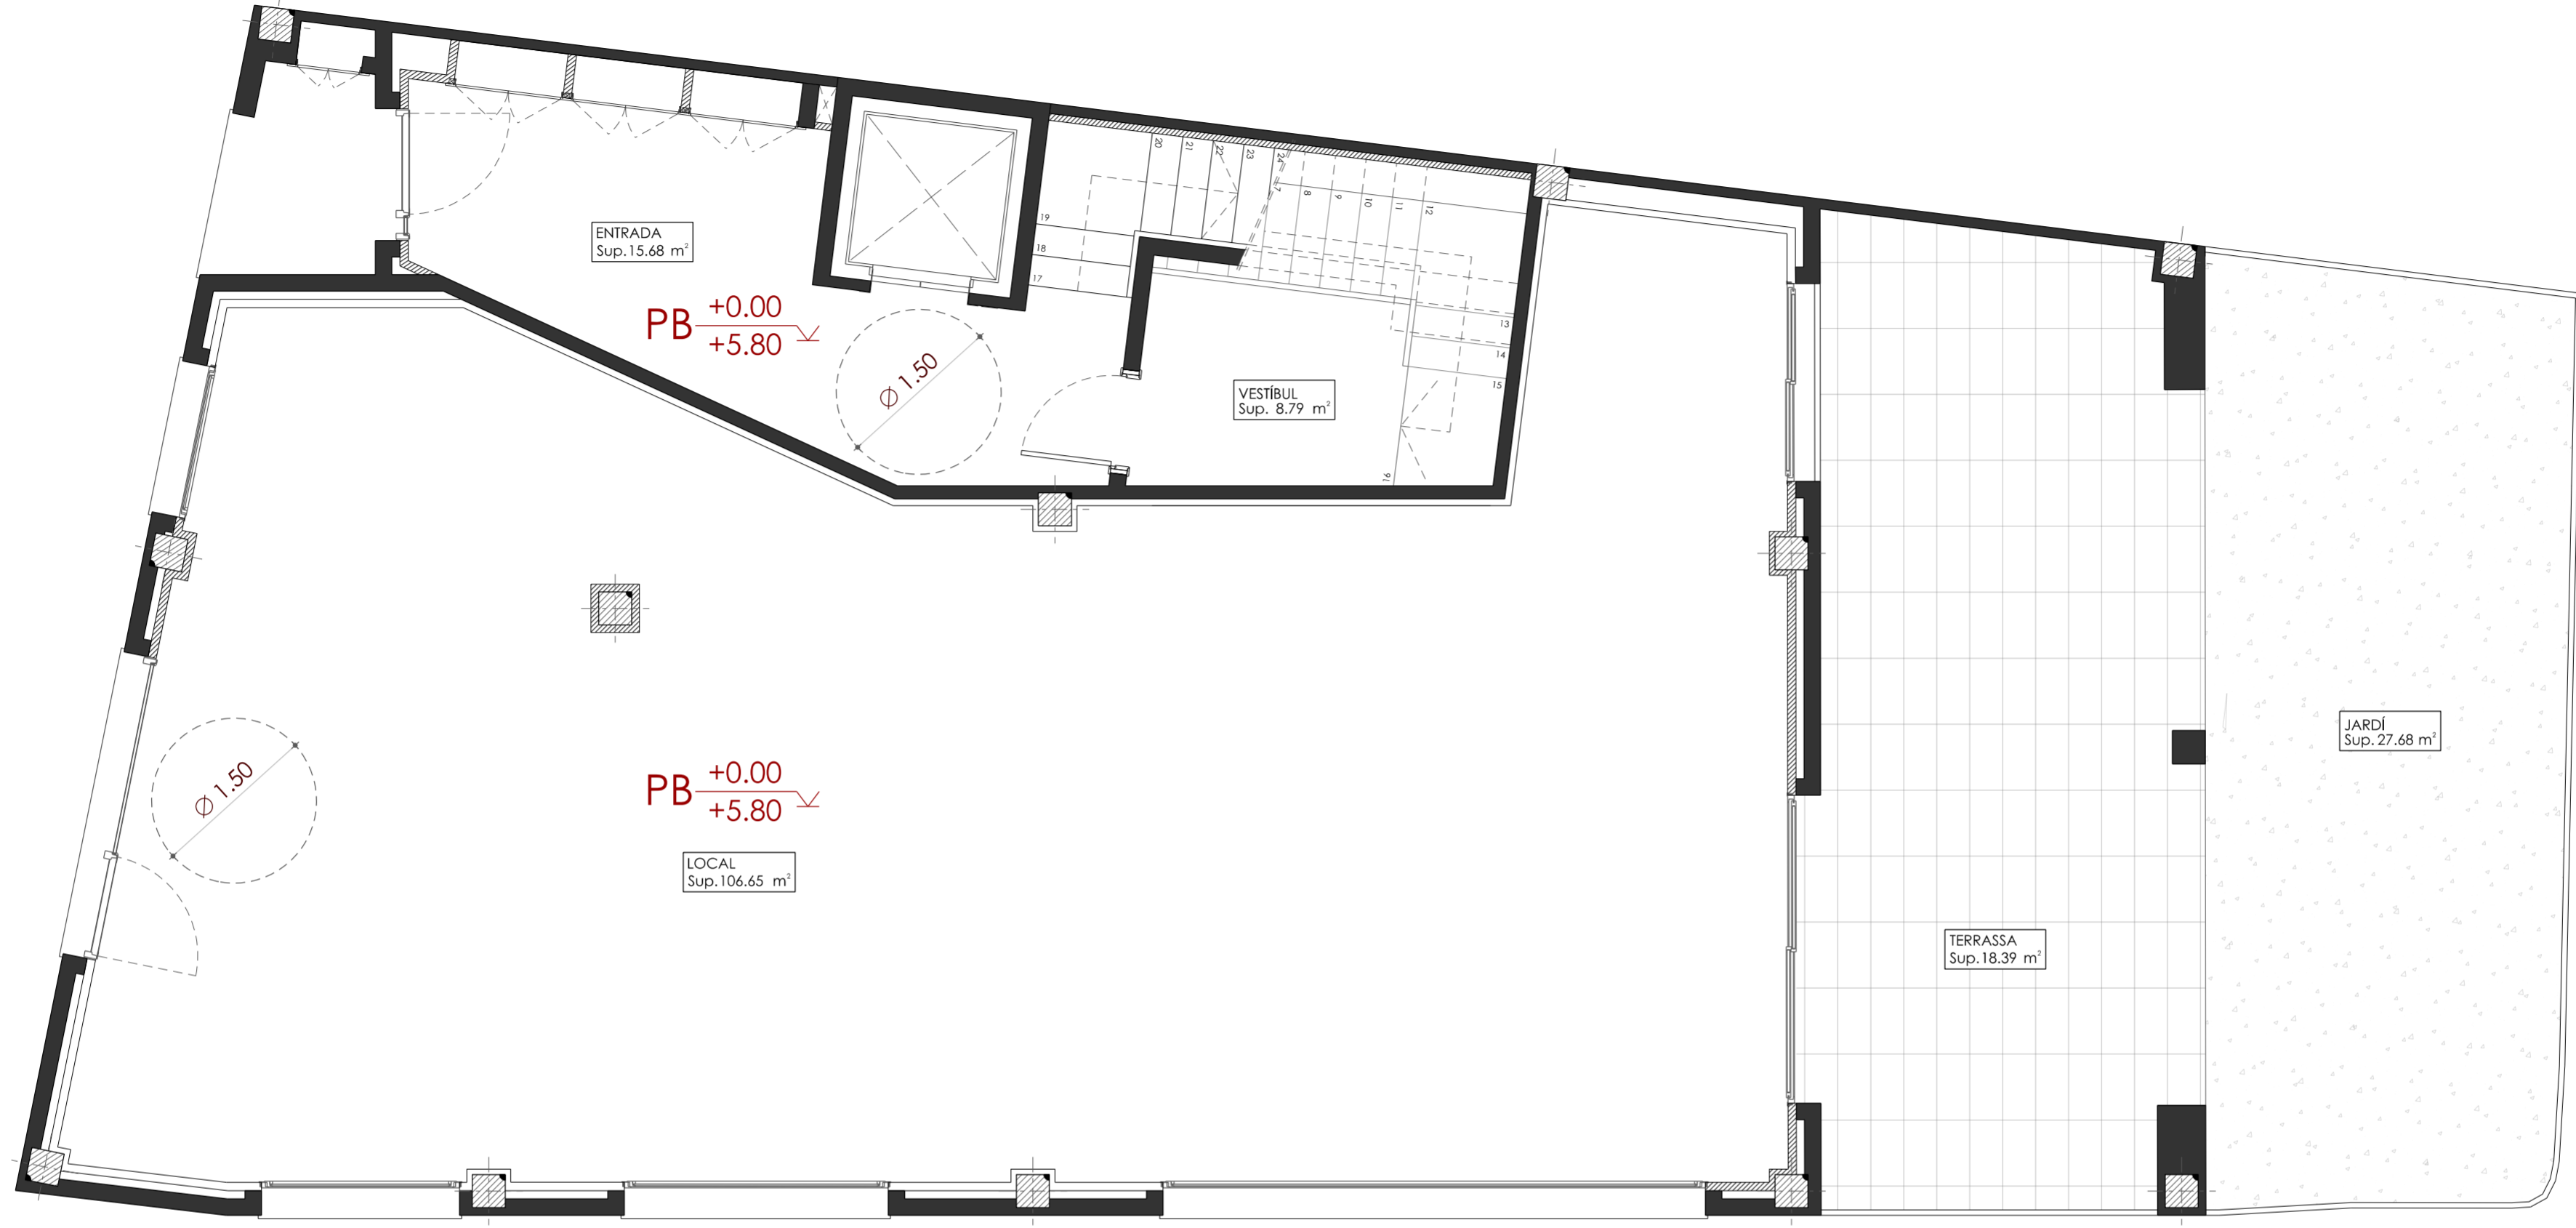 20
21
22
23
24
7
8
9
10
11
12
19
18
17
ENTRADA
Sup.15.68 m²
PB +0.00
+5.80
Ø 1.50
13
14
15
16
VESTÍBUL
Sup. 8.79 m²
JARDÍ
Sup.27.68 m²
Ø 1.50
PB +0.00
+5.80
LOCAL
Sup.106.65 m²
TERRASSA
Sup.18.39 m²